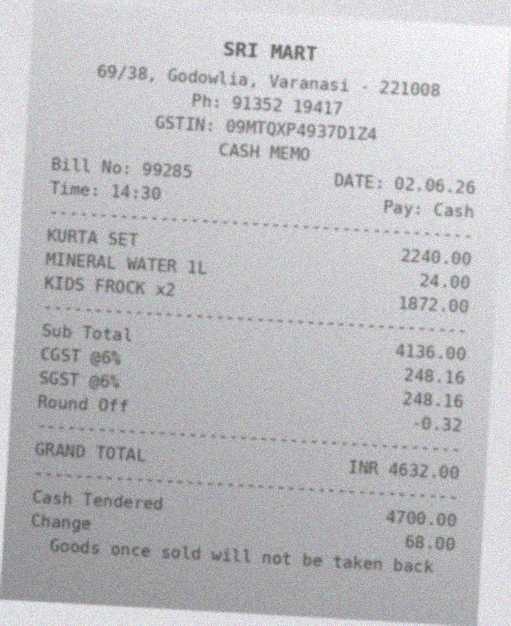 SRI MART
69/38, Godowlia, Varanasi - 221008
Ph: 91352 19417
GSTIN: 09MTQXP4937D1Z4
CASH MEMO
Bill No: 99285 DATE: 02.06.26
Time: 14:30 Pay: Cash
KURTA SET 2240.00
MINERAL WATER 1L 24.00
KIDS FROCK x2 1872.00
Sub Total 4136.00
CGST @6% 248.16
SGST @6% 248.16
Round Off -0.32
GRAND TOTAL INR 4632.00
Cash Tendered 4700.00
Change 68.00
Goods once sold will not be taken back